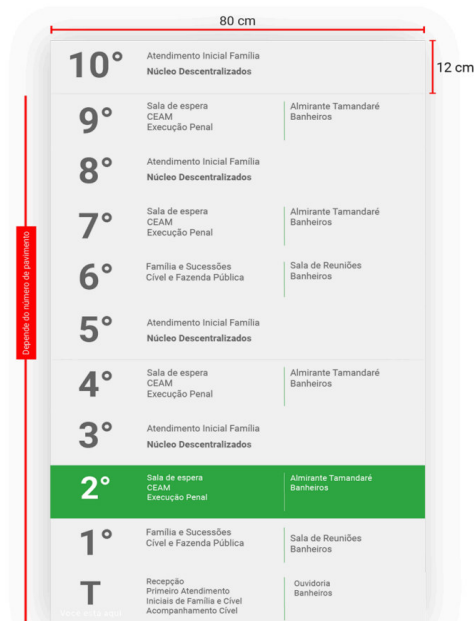 80 cm
12 cm
Depende do número de pavimento
10°
Atendimento Inicial Família
Núcleo Descentralizados
9°
Sala de espera
CEAM
Execução Penal
Almirante Tamandaré
Banheiros
8°
Atendimento Inicial Família
Núcleo Descentralizados
7°
Sala de espera
CEAM
Execução Penal
Almirante Tamandaré
Banheiros
6°
Família e Sucessões
Cível e Fazenda Pública
Sala de Reuniões
Banheiros
5°
Atendimento Inicial Família
Núcleo Descentralizados
4°
Sala de espera
CEAM
Execução Penal
Almirante Tamandaré
Banheiros
3°
Atendimento Inicial Família
Núcleo Descentralizados
2°
Sala de espera
CEAM
Execução Penal
Almirante Tamandaré
Banheiros
1°
Família e Sucessões
Cível e Fazenda Pública
Sala de Reuniões
Banheiros
T
Recepção
Primeiro Atendimento
Iniciais de Família e Cível
Acompanhamento Cível
Ouvidoria
Banheiros